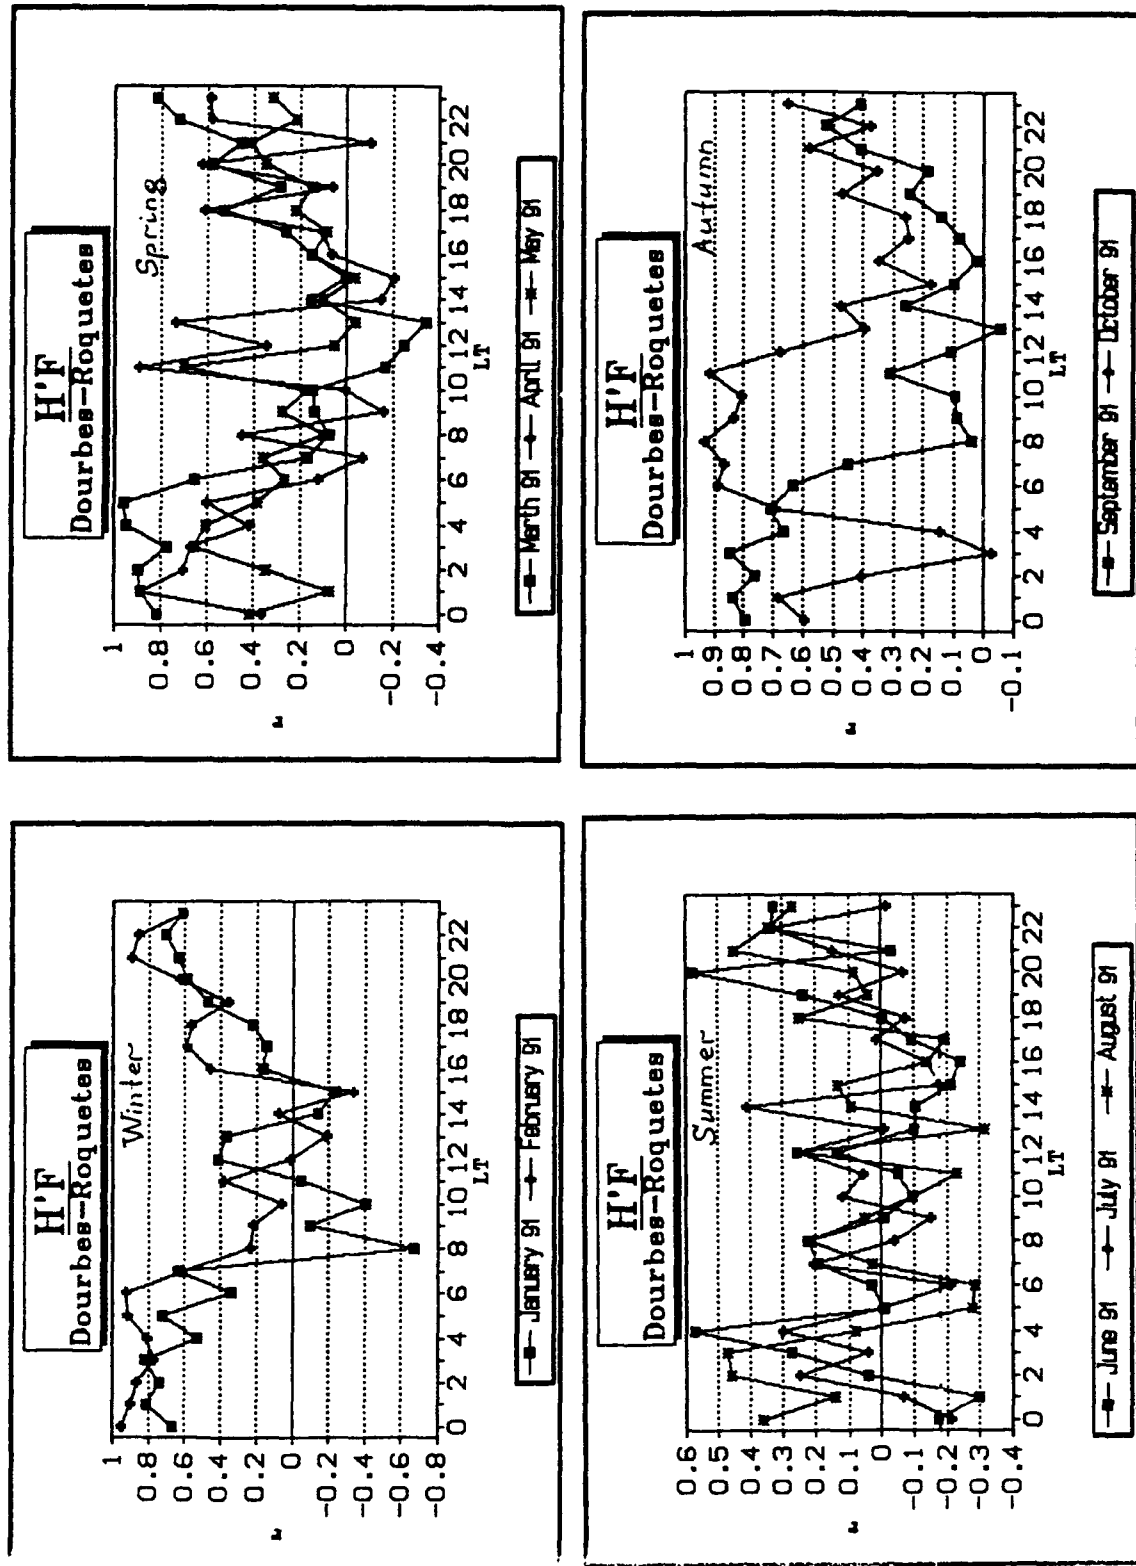 H'F
Dourbes-Roquetes
Winter
r
1
0.8
0.6
0.4
0.2
0
-0.2
-0.4
-0.6
-0.8
0 2 4 6 8 10 12 14 16 18 20 22
LT
January 91 February 91
H'F
Dourbes-Roquetes
Spring
r
1
0.8
0.6
0.4
0.2
0
-0.2
-0.4
0 2 4 6 8 10 12 14 16 18 20 22
LT
Marth 91 April 91 May 91
H'F
Dourbes-Roquetes
Summer
r
0.6
0.5
0.4
0.3
0.2
0.1
0
-0.1
-0.2
-0.3
-0.4
0 2 4 6 8 10 12 14 16 18 20 22
LT
June 91 July 91 August 91
H'F
Dourbes-Roquetes
Autumn
r
1
0.9
0.8
0.7
0.6
0.5
0.4
0.3
0.2
0.1
0
-0.1
0 2 4 6 8 10 12 14 16 18 20 22
LT
September 91 October 91